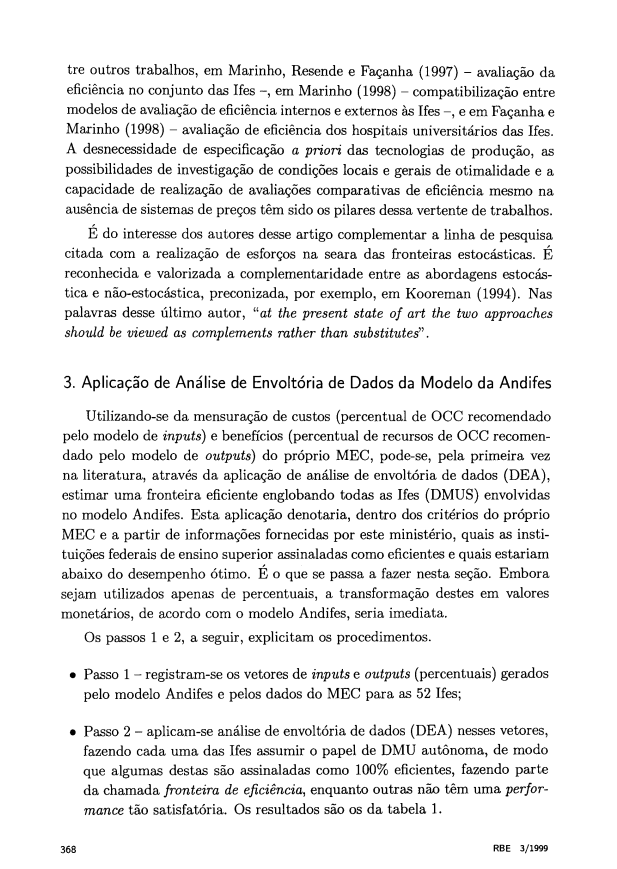 tre outros trabalhos, em Marinho, Resende e Façanha (1997) – avaliação da
eficiência no conjunto das Ifes –, em Marinho (1998) – compatibilização entre
modelos de avaliação de eficiência internos e externos às Ifes –, e em Façanha e
Marinho (1998) – avaliação de eficiência dos hospitais universitários das Ifes.
A desnecessidade de especificação a priori das tecnologias de produção, as
possibilidades de investigação de condições locais e gerais de otimalidade e a
capacidade de realização de avaliações comparativas de eficiência mesmo na
ausência de sistemas de preços têm sido os pilares dessa vertente de trabalhos.
É do interesse dos autores desse artigo complementar a linha de pesquisa
citada com a realização de esforços na seara das fronteiras estocásticas. É
reconhecida e valorizada a complementaridade entre as abordagens estocás-
tica e não-estocástica, preconizada, por exemplo, em Kooreman (1994). Nas
palavras desse último autor, “at the present state of art the two approaches
should be viewed as complements rather than substitutes”.
3. Aplicação de Análise de Envoltória de Dados da Modelo da Andifes
Utilizando-se da mensuração de custos (percentual de OCC recomendado
pelo modelo de inputs) e benefícios (percentual de recursos de OCC recomen-
dado pelo modelo de outputs) do próprio MEC, pode-se, pela primeira vez
na literatura, através da aplicação de análise de envoltória de dados (DEA),
estimar uma fronteira eficiente englobando todas as Ifes (DMUS) envolvidas
no modelo Andifes. Esta aplicação denotaria, dentro dos critérios do próprio
MEC e a partir de informações fornecidas por este ministério, quais as insti-
tuições federais de ensino superior assinaladas como eficientes e quais estariam
abaixo do desempenho ótimo. É o que se passa a fazer nesta seção. Embora
sejam utilizados apenas de percentuais, a transformação destes em valores
monetários, de acordo com o modelo Andifes, seria imediata.
Os passos 1 e 2, a seguir, explicitam os procedimentos.
• Passo 1 – registram-se os vetores de inputs e outputs (percentuais) gerados
pelo modelo Andifes e pelos dados do MEC para as 52 Ifes;
• Passo 2 – aplicam-se análise de envoltória de dados (DEA) nesses vetores,
fazendo cada uma das Ifes assumir o papel de DMU autônoma, de modo
que algumas destas são assinaladas como 100% eficientes, fazendo parte
da chamada fronteira de eficiência, enquanto outras não têm uma perfor-
mance tão satisfatória. Os resultados são os da tabela 1.
368
RBE 3/1999